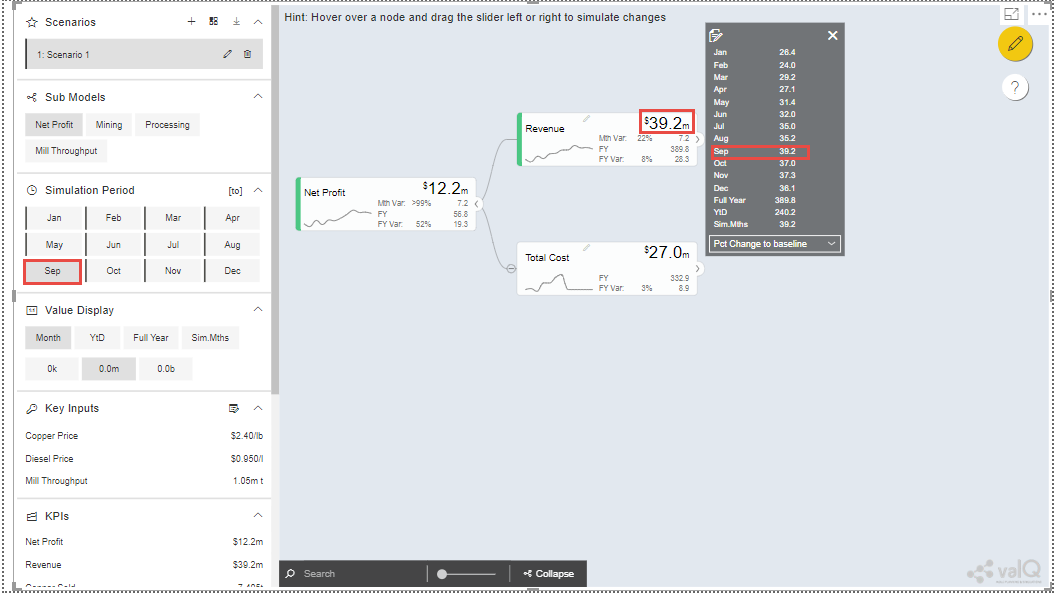 Hint: Hover over a node and drag the slider left or right to simulate changes
Scenarios
1: Scenario 1
Sub Models
Net Profit Mining Processing
Mill Throughput
Simulation Period [to]
Jan Feb Mar Apr
May Jun Jul Aug
Sep Oct Nov Dec
Value Display
Month YtD Full Year Sim.Mths
0k 0.0m 0.0b
Key Inputs
Copper Price $2.40/lb
Diesel Price $0.950/l
Mill Throughput 1.05m t
KPIs
Net Profit $12.2m
Revenue $39.2m
Net Profit $12.2m
Mth Var: >99% 7.2
FY 56.8
FY Var: 52% 19.3
Revenue $39.2m
Mth Var: 22% 7.2
FY 389.8
FY Var: 8% 28.3
Total Cost $27.0m
FY 332.9
FY Var: 3% 8.9
Jan 26.4
Feb 24.0
Mar 29.2
Apr 27.1
May 31.4
Jun 32.0
Jul 35.0
Aug 35.2
Sep 39.2
Oct 37.0
Nov 37.3
Dec 36.1
Full Year 389.8
YtD 240.2
Sim.Mths 39.2
Pct Change to baseline
?
Search Collapse
valQ